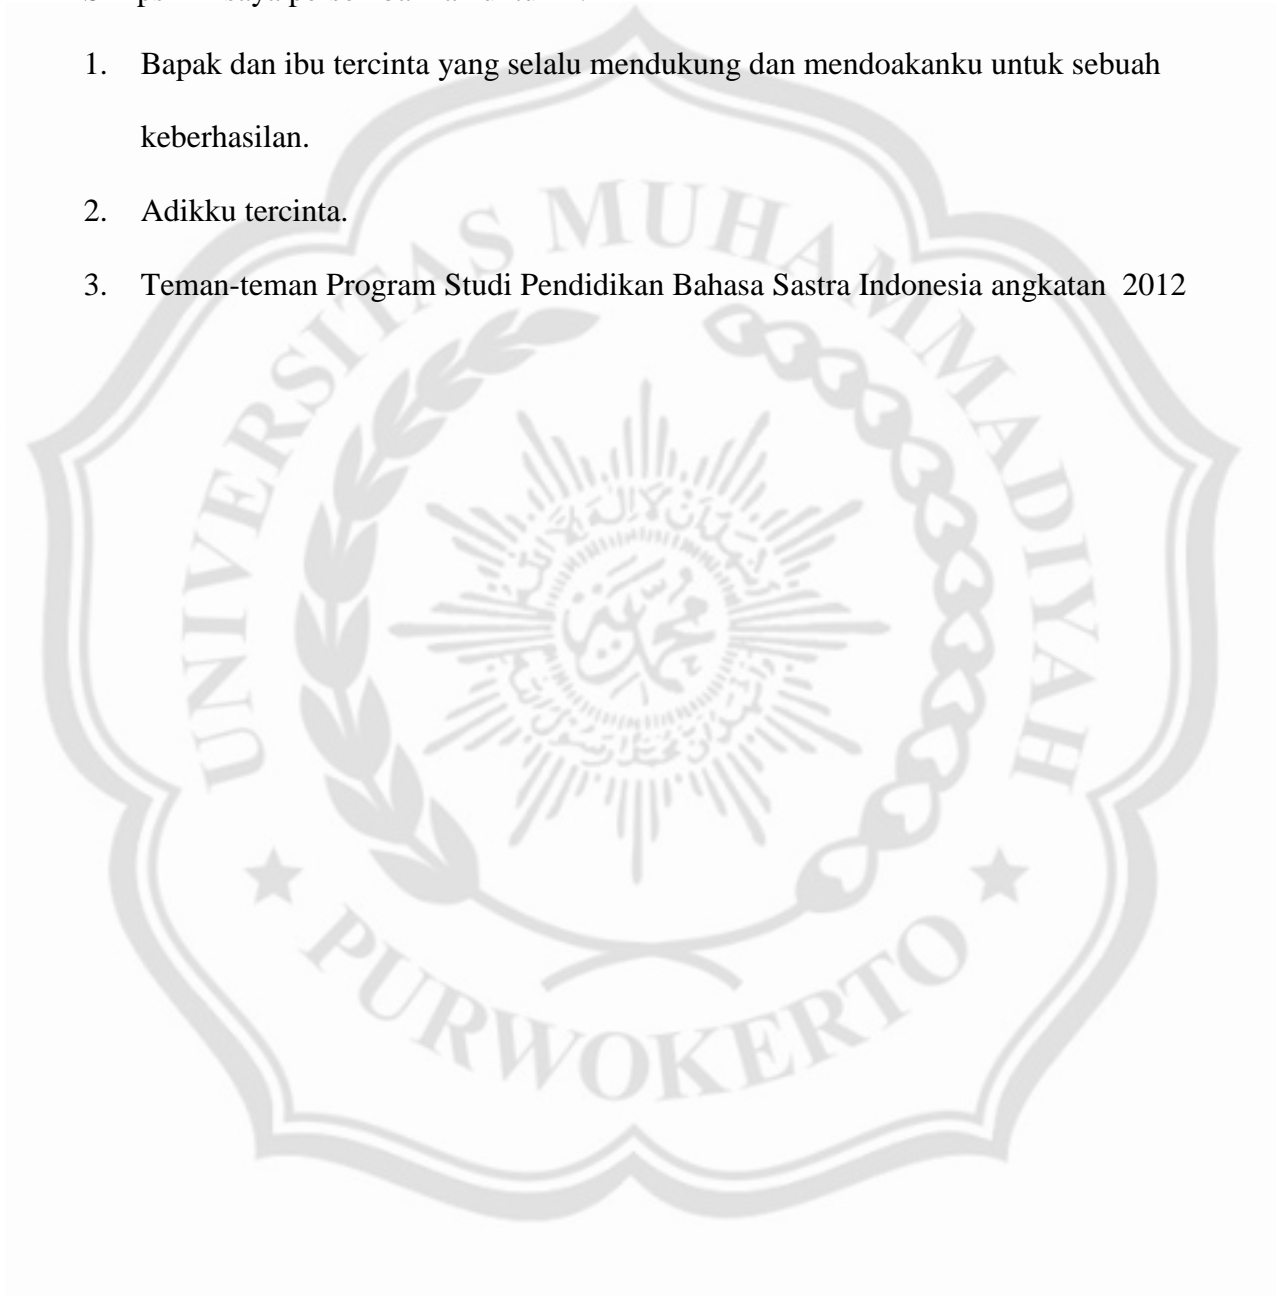 1. Bapak dan ibu tercinta yang selalu mendukung dan mendoakanku untuk sebuah
keberhasilan.
2. Adikku tercinta.
3. Teman-teman Program Studi Pendidikan Bahasa Sastra Indonesia angkatan 2012
UNIVERSITAS MUHAMMADIYAH
محمد
PURWOKERTO